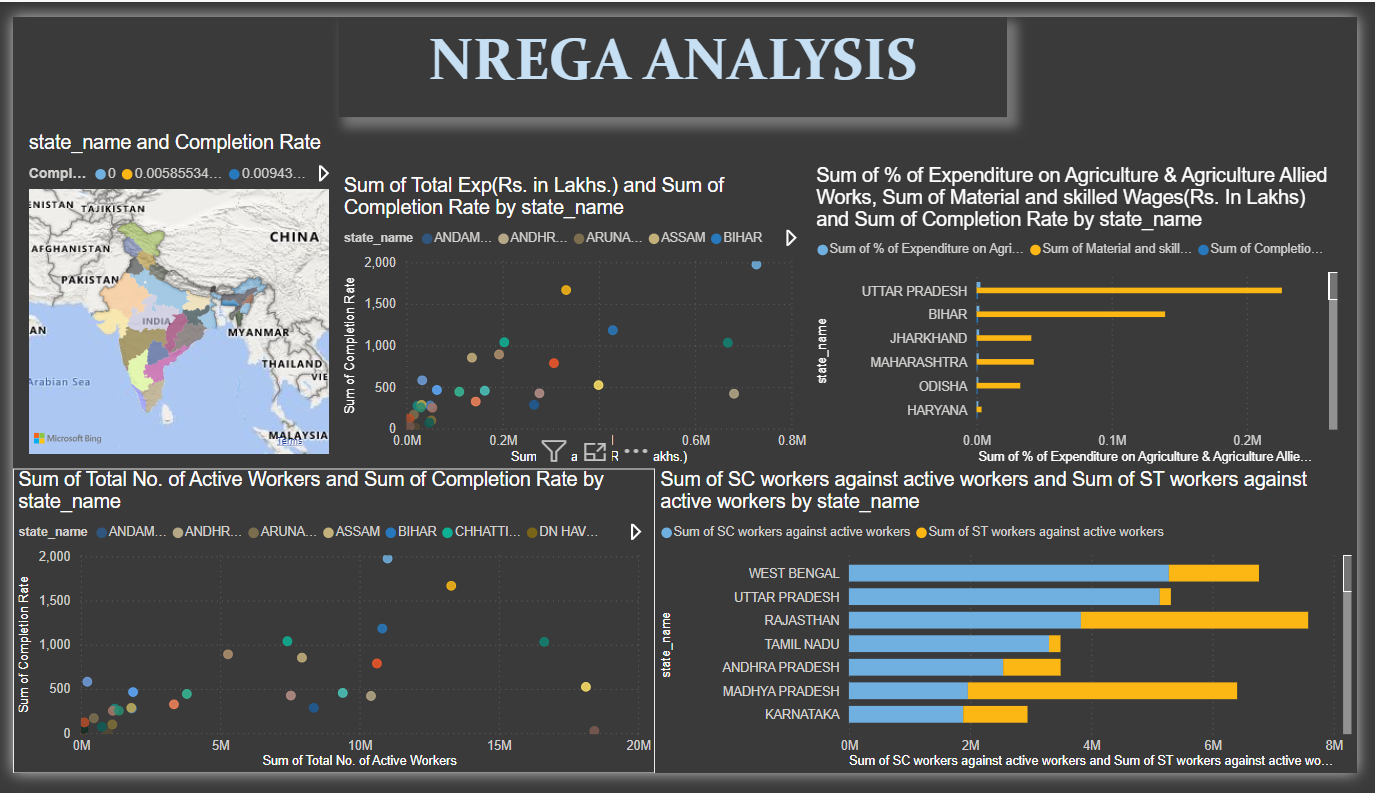 NREGA ANALYSIS
state_name and Completion Rate
Compl... 0 0.00585534... 0.00943...
ENISTAN TAJIKISTAN
CHINA
AFGHANISTAN
PAKISTAN
INDIA
AN
MYANMAR
THAILAND
VIE
Arabian Sea
Microsoft Bing
MALAYSIA
Terms
Sum of Total Exp(Rs. in Lakhs.) and Sum of
Completion Rate by state_name
state_name ANDAM... ANDHR... ARUNA... ASSAM BIHAR
Sum of Completion Rate
2,000
1,500
1,000
500
0
0.0M 0.2M 0.6M 0.8M
Sum a R akhs.)
Sum of % of Expenditure on Agriculture & Agriculture Allied
Works, Sum of Material and skilled Wages(Rs. In Lakhs)
and Sum of Completion Rate by state_name
Sum of % of Expenditure on Agri... Sum of Material and skill... Sum of Completio...
state_name
UTTAR PRADESH
BIHAR
JHARKHAND
MAHARASHTRA
ODISHA
HARYANA
0.0M 0.1M 0.2M
Sum of % of Expenditure on Agriculture & Agriculture Allie...
Sum of Total No. of Active Workers and Sum of Completion Rate by
state_name
state_name ANDAM... ANDHR... ARUNA... ASSAM BIHAR CHHATTI... DN HAV...
Sum of Completion Rate
2,000
1,500
1,000
500
0
0M 5M 10M 15M 20M
Sum of Total No. of Active Workers
Sum of SC workers against active workers and Sum of ST workers against
active workers by state_name
Sum of SC workers against active workers Sum of ST workers against active workers
state_name
WEST BENGAL
UTTAR PRADESH
RAJASTHAN
TAMIL NADU
ANDHRA PRADESH
MADHYA PRADESH
KARNATAKA
0M 2M 4M 6M 8M
Sum of SC workers against active workers and Sum of ST workers against active wo...